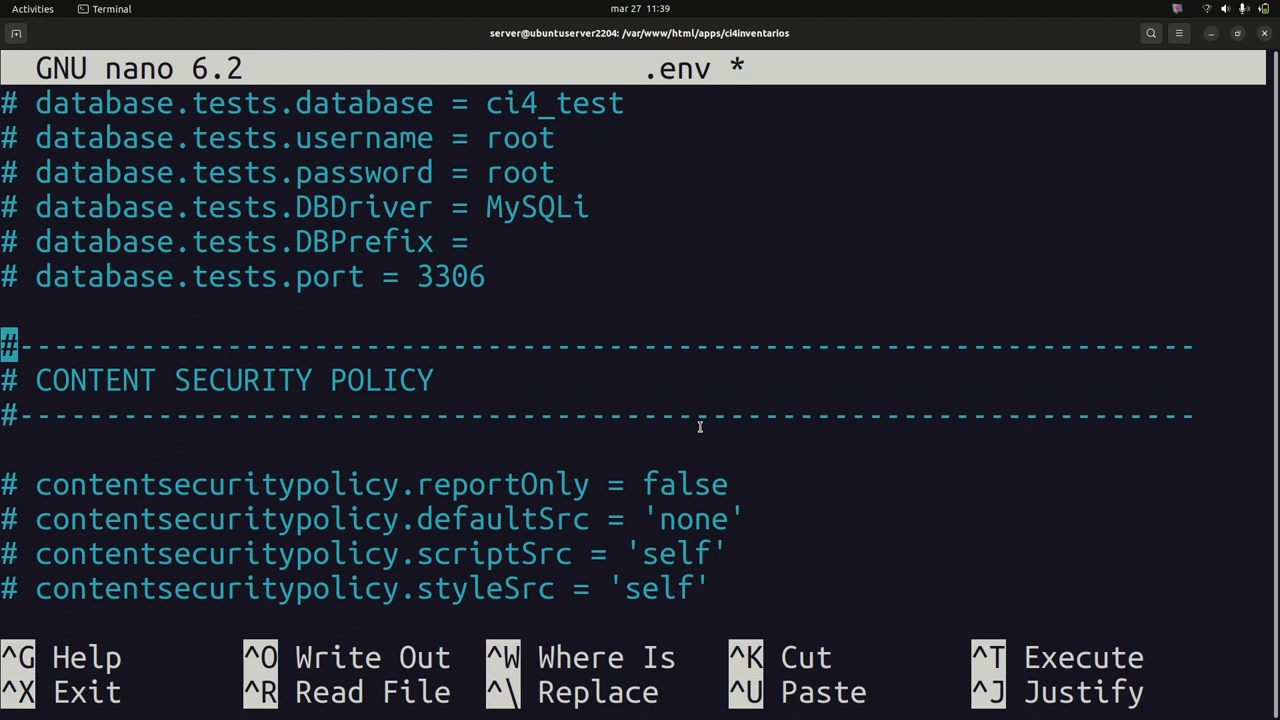 Activities
Terminal
mar 27 11:39
server@ubuntuserver2204: /var/www/html/apps/ci4inventarios
GNU nano 6.2 .env *
# database.tests.database = ci4_test
# database.tests.username = root
# database.tests.password = root
# database.tests.DBDriver = MySQLi
# database.tests.DBPrefix =
# database.tests.port = 3306
#--------------------------------------------------------------------
# CONTENT SECURITY POLICY
#--------------------------------------------------------------------
# contentsecuritypolicy.reportOnly = false
# contentsecuritypolicy.defaultSrc = 'none'
# contentsecuritypolicy.scriptSrc = 'self'
# contentsecuritypolicy.styleSrc = 'self'
^G Help ^O Write Out ^W Where Is ^K Cut ^T Execute
^X Exit ^R Read File ^\ Replace ^U Paste ^J Justify